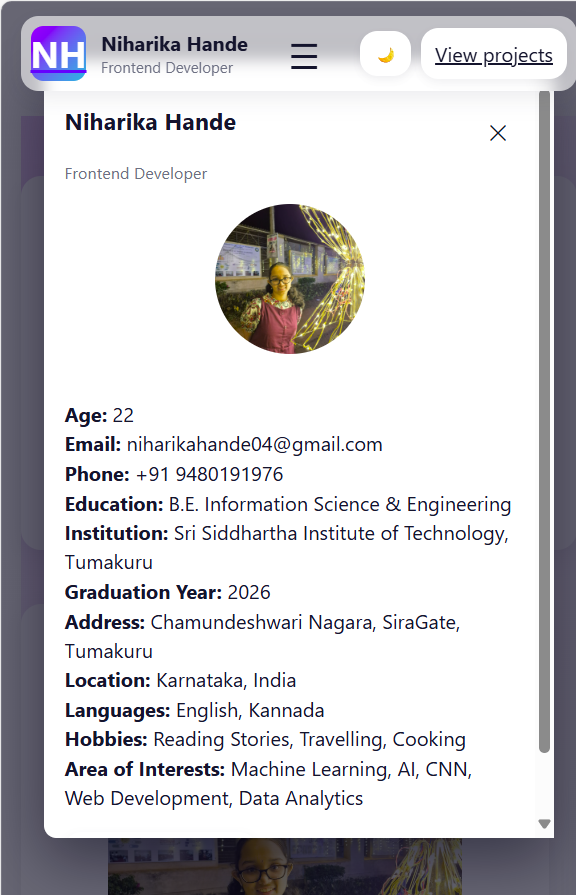 NH
Niharika Hande
Frontend Developer
View projects
Niharika Hande
Frontend Developer
Age: 22
Email: niharikahande04@gmail.com
Phone: +91 9480191976
Education: B.E. Information Science & Engineering
Institution: Sri Siddhartha Institute of Technology,
Tumakuru
Graduation Year: 2026
Address: Chamundeshwari Nagara, SiraGate,
Tumakuru
Location: Karnataka, India
Languages: English, Kannada
Hobbies: Reading Stories, Travelling, Cooking
Area of Interests: Machine Learning, AI, CNN,
Web Development, Data Analytics